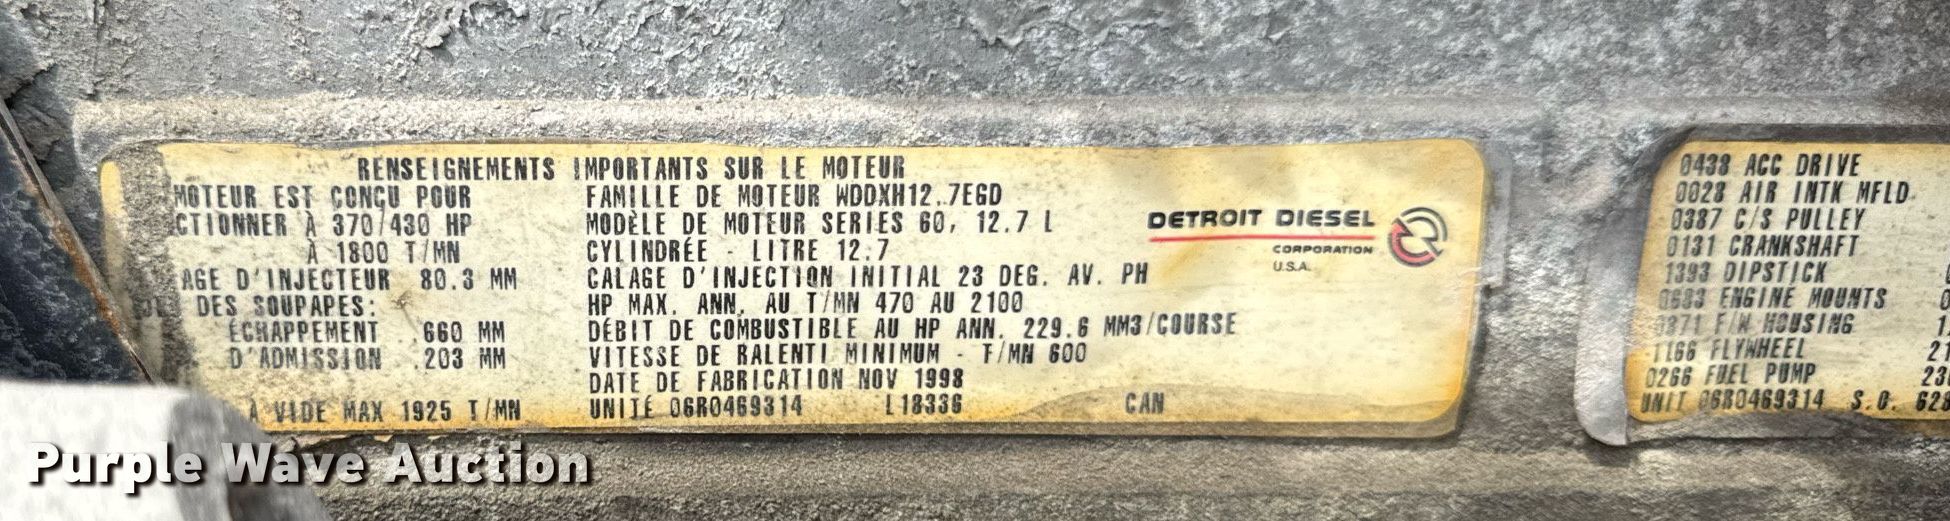 RENSEIGNEMENTS IMPORTANTS SUR LE MOTEUR
MOTEUR EST CONÇU POUR
CTIONNER À 370/430 HP
À 1800 T/MN
AGE D'INJECTEUR 80.3 MM
DES SOUPAPES:
ÉCHAPPEMENT .660 MM
D'ADMISSION .203 MM
À VIDE MAX 1925 T/MN
FAMILLE DE MOTEUR WDDXH12.7EGD
MODÈLE DE MOTEUR SERIES 60, 12.7 L
CYLINDRÉE - LITRE 12.7
CALAGE D'INJECTION INITIAL 23 DEG. AV. PH
HP MAX. ANN. AU T/MN 470 AU 2100
DÉBIT DE COMBUSTIBLE AU HP ANN. 229.6 MM3/COURSE
VITESSE DE RALENTI MINIMUM - T/MN 600
DATE DE FABRICATION NOV 1998
UNITÉ 06R0469314 L18336 CAN
DETROIT DIESEL
CORPORATION
U.S.A.
0438 ACC DRIVE
0028 AIR INTK MFLD
0387 C/S PULLEY
0131 CRANKSHAFT
1393 DIPSTICK
0683 ENGINE MOUNTS
0371 F/W HOUSING
1166 FLYWHEEL 21
0266 FUEL PUMP 23
UNIT 06R0469314 S.O. 628
Purple Wave Auction